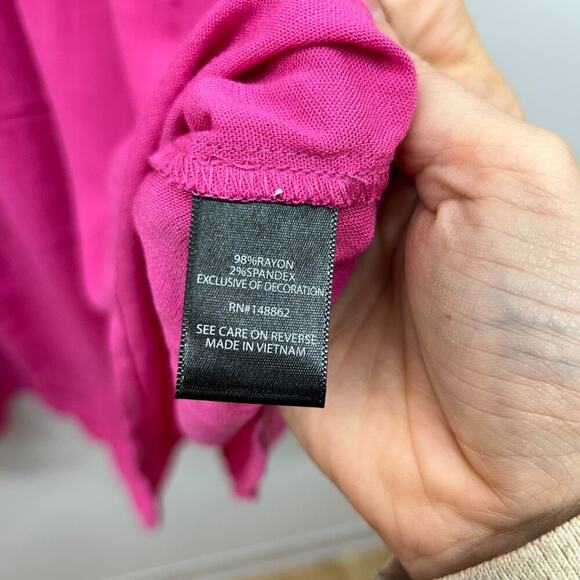 98%RAYON
2%SPANDEX
EXCLUSIVE OF DECORATION
RN#148862
SEE CARE ON REVERSE
MADE IN VIETNAM